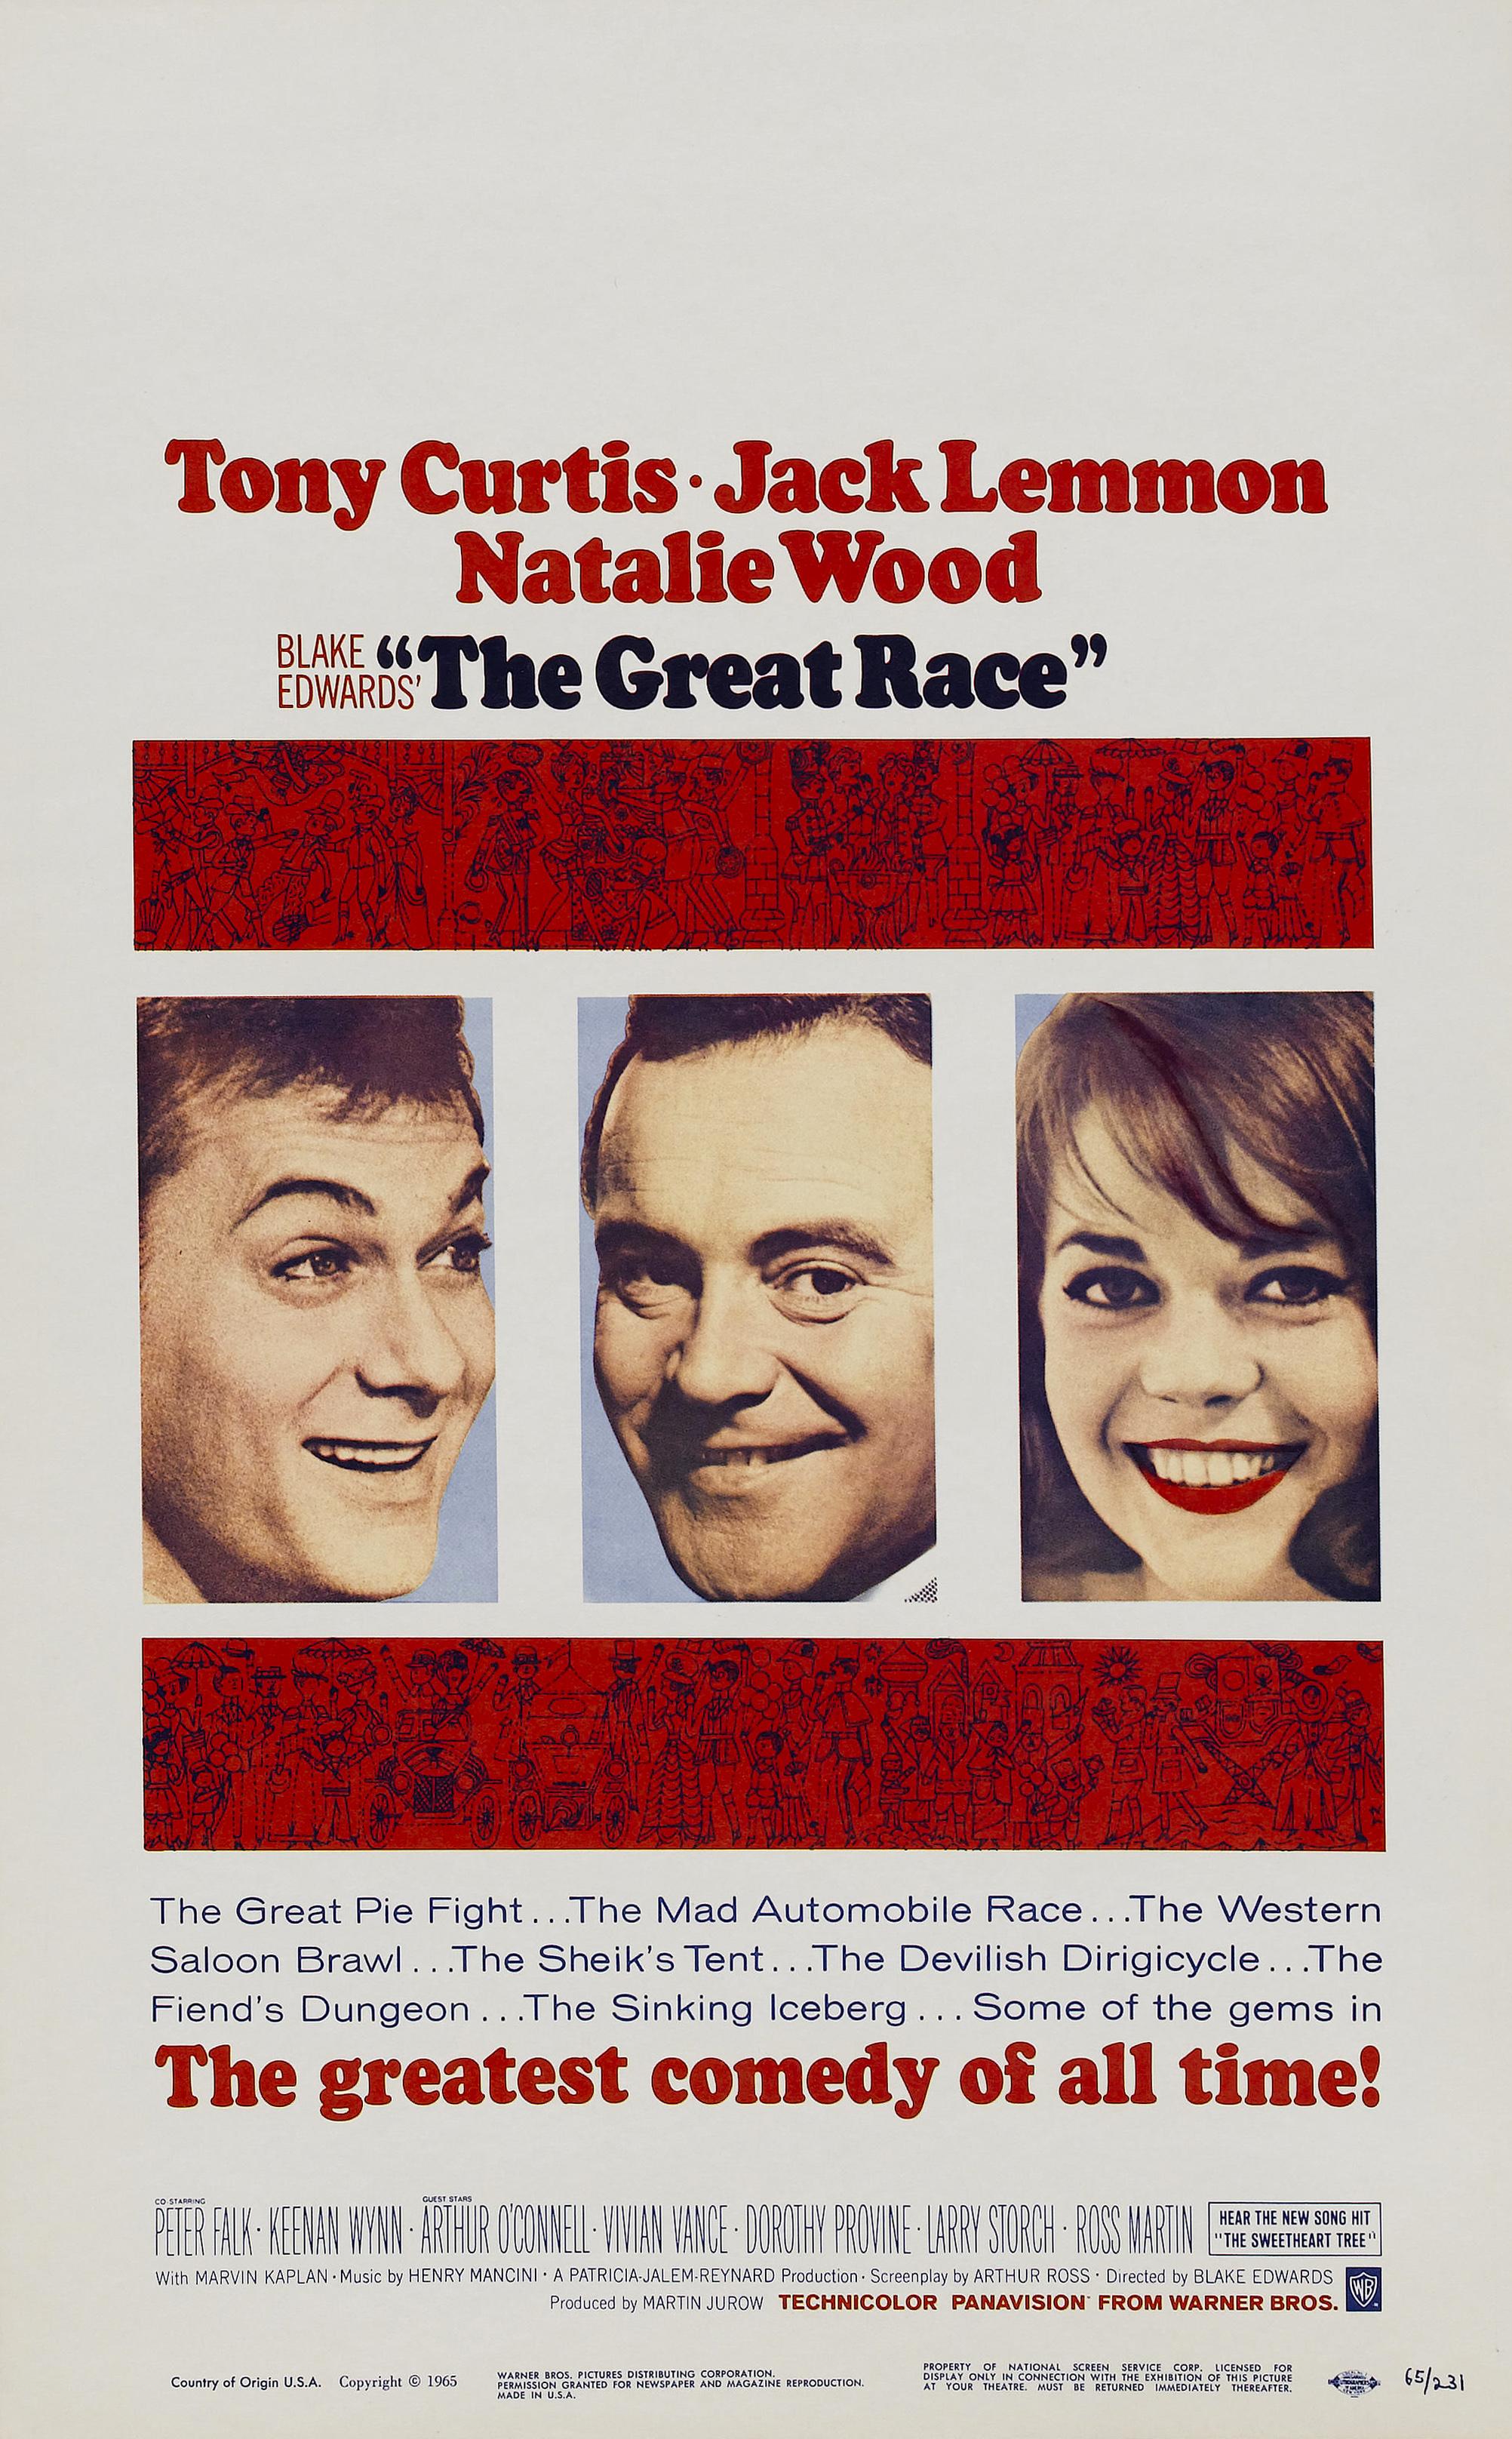 Tony Curtis · Jack Lemmon
Natalie Wood
BLAKE EDWARDS' “The Great Race”
The Great Pie Fight...The Mad Automobile Race...The Western
Saloon Brawl...The Sheik's Tent...The Devilish Dirigicycle...The
Fiend's Dungeon...The Sinking Iceberg...Some of the gems in
The greatest comedy of all time!
CO-STARRING
GUEST STARS
PETER FALK · KEENAN WYNN · ARTHUR O'CONNELL · VIVIAN VANCE · DOROTHY PROVINE · LARRY STORCH · ROSS MARTIN
HEAR THE NEW SONG HIT
"THE SWEETHEART TREE"
With MARVIN KAPLAN · Music by HENRY MANCINI · A PATRICIA-JALEM-REYNARD Production · Screenplay by ARTHUR ROSS · Directed by BLAKE EDWARDS
Produced by MARTIN JUROW TECHNICOLOR PANAVISION FROM WARNER BROS.
WB
Country of Origin U.S.A. Copyright © 1965
WARNER BROS. PICTURES DISTRIBUTING CORPORATION.
PERMISSION GRANTED FOR NEWSPAPER AND MAGAZINE REPRODUCTION.
MADE IN U.S.A.
PROPERTY OF NATIONAL SCREEN SERVICE CORP. LICENSED FOR
DISPLAY ONLY IN CONNECTION WITH THE EXHIBITION OF THIS PICTURE
AT YOUR THEATRE. MUST BE RETURNED IMMEDIATELY THEREAFTER.
65/231